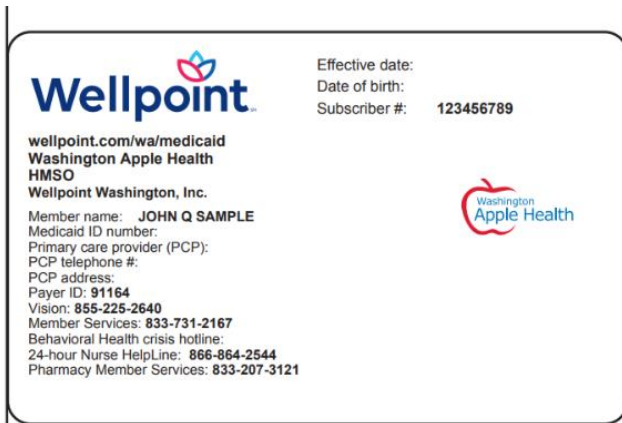 Wellpoint
Effective date:
Date of birth:
Subscriber #: 123456789
wellpoint.com/wa/medicaid
Washington Apple Health
HMSO
Wellpoint Washington, Inc.
Washington
Apple Health
Member name: JOHN Q SAMPLE
Medicaid ID number:
Primary care provider (PCP):
PCP telephone #:
PCP address:
Payer ID: 91164
Vision: 855-225-2640
Member Services: 833-731-2167
Behavioral Health crisis hotline:
24-hour Nurse HelpLine: 866-864-2544
Pharmacy Member Services: 833-207-3121